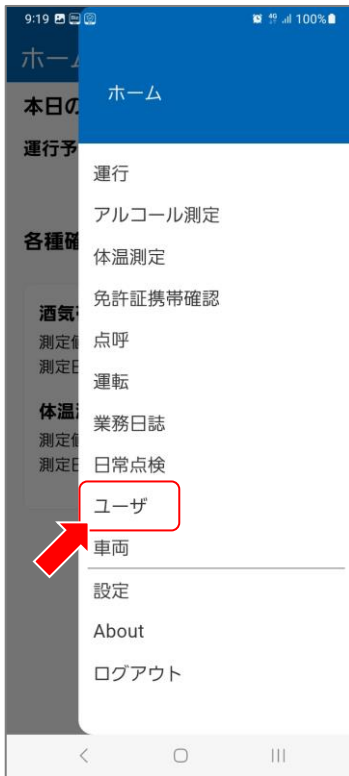 9:19
100%
ホーム
ホーム
本日の
運行予
各種確
酒気
測定値
測定日
体温
測定値
測定日
運行
アルコール測定
体温測定
免許証携帯確認
点呼
運転
業務日誌
日常点検
ユーザ
車両
設定
About
ログアウト